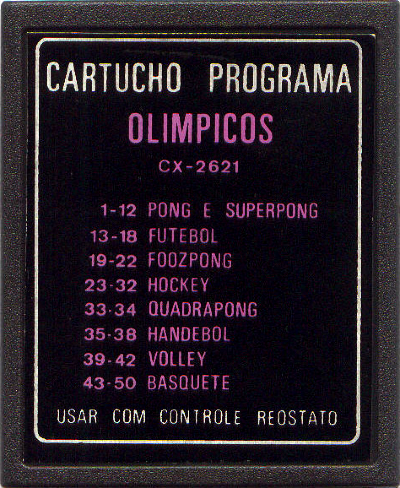 CARTUCHO PROGRAMA
OLIMPICOS
CX-2621
1-12 PONG E SUPERPONG
13-18 FUTEBOL
19-22 FOOZPONG
23-32 HOCKEY
33-34 QUADRAPONG
35-38 HANDEBOL
39-42 VOLLEY
43-50 BASQUETE
USAR COM CONTROLE REOSTATO